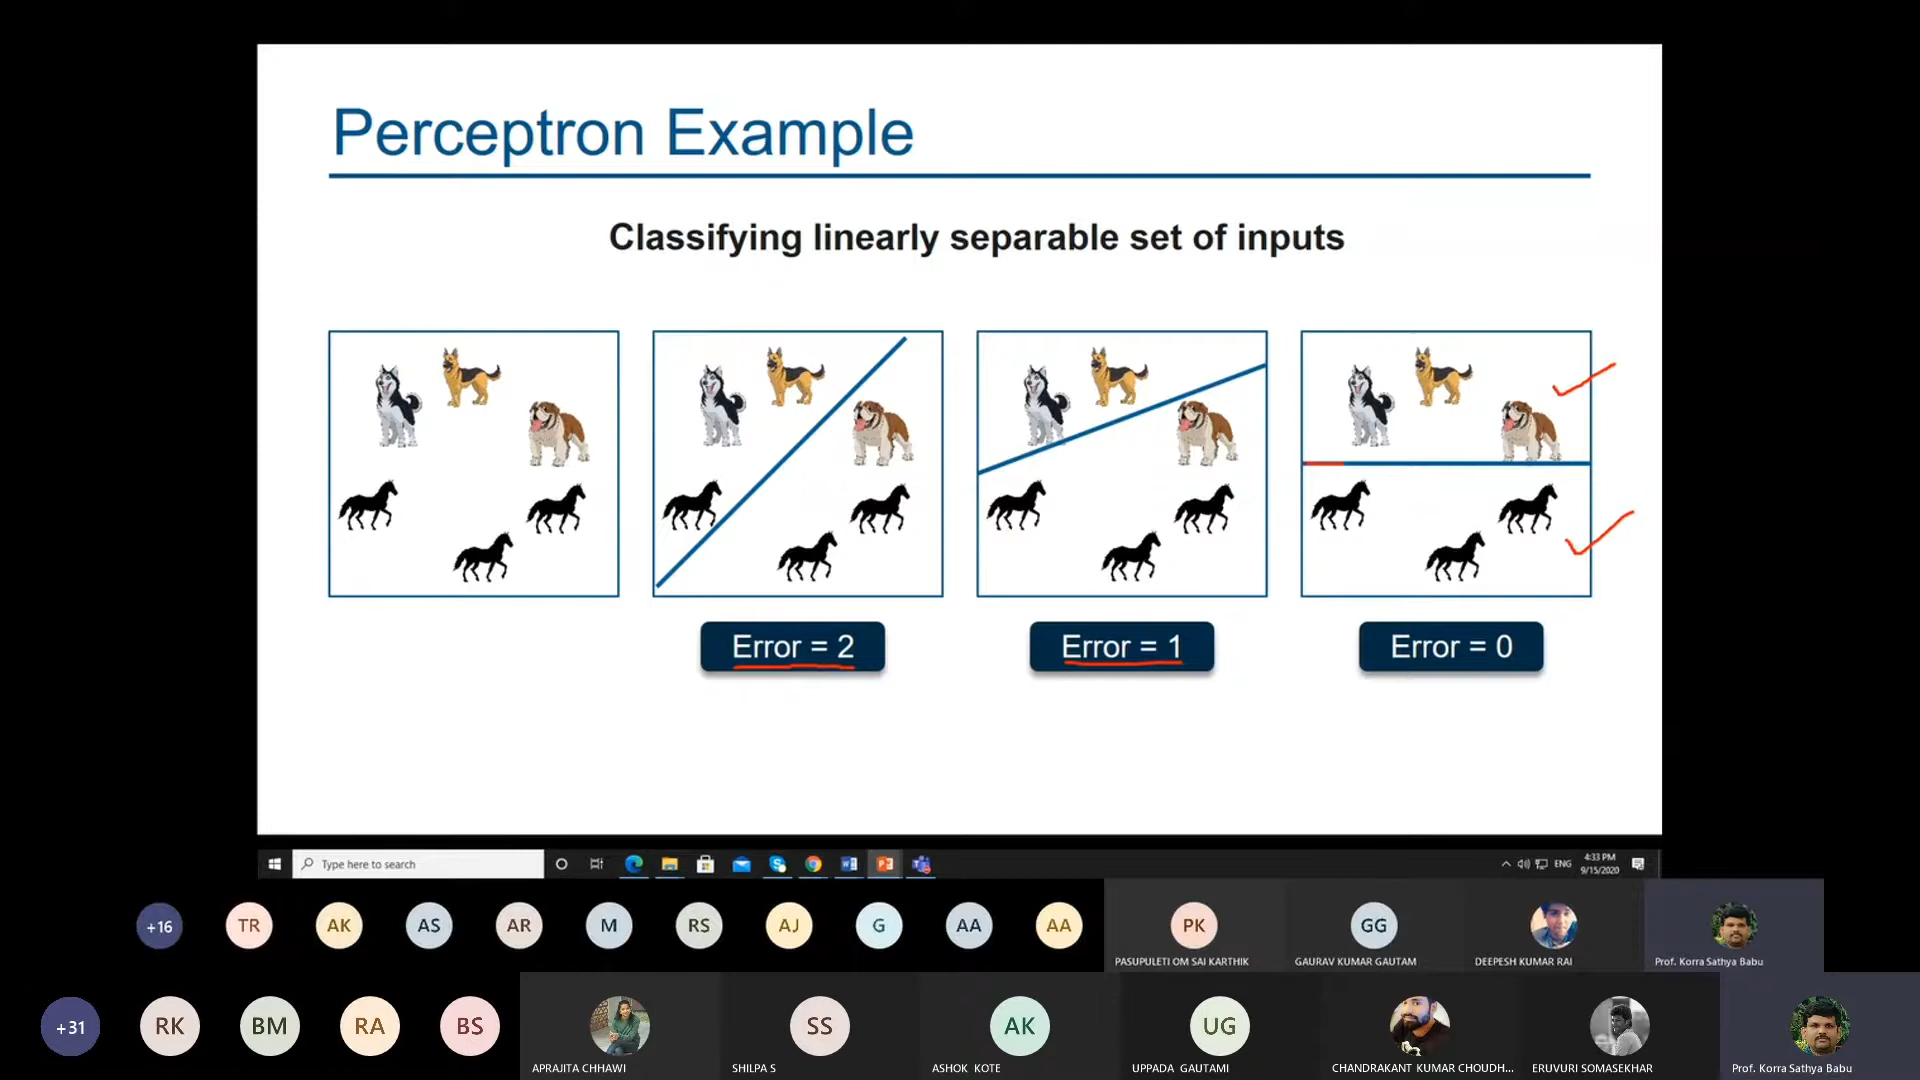 Perceptron Example
Classifying linearly separable set of inputs
Error = 2
Error = 1
Error = 0
Type here to search
ENG
4:33 PM
9/15/2020
+16
TR
AK
AS
AR
M
RS
AJ
G
AA
AA
PK
GG
PASUPULETI OM SAI KARTHIK
GAURAV KUMAR GAUTAM
DEEPESH KUMAR RAI
Prof. Korra Sathya Babu
+31
RK
BM
RA
BS
SS
AK
UG
APRAJITA CHHAWI
SHILPA S
ASHOK KOTE
UPPADA GAUTAMI
CHANDRAKANT KUMAR CHOUDH...
ERUVURI SOMASEKHAR
Prof. Korra Sathya Babu